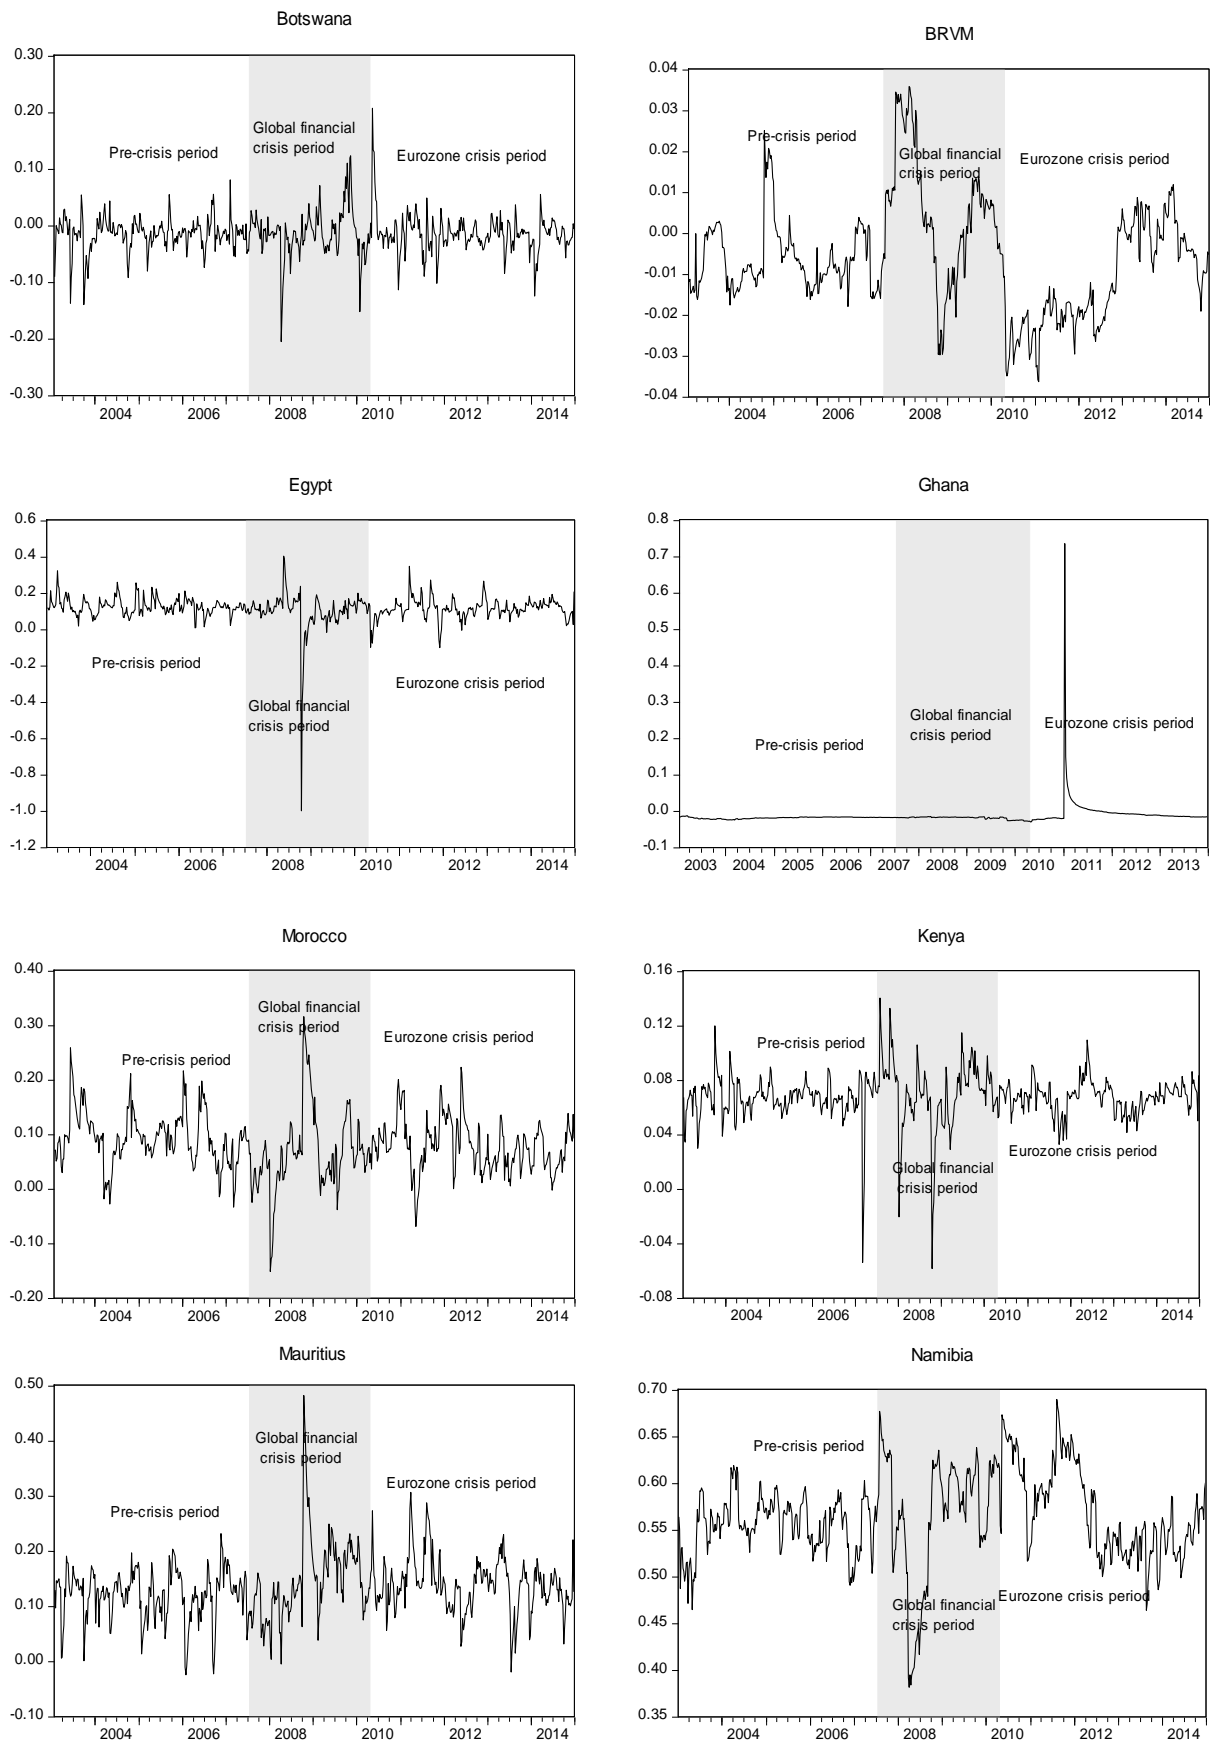 Botswana
0.30
0.20
0.10
0.00
-0.10
-0.20
-0.30
Pre-crisis period
Global financial
crisis period
Eurozone crisis period
2004 2006 2008 2010 2012 2014
BRVM
0.04
0.03
0.02
0.01
0.00
-0.01
-0.02
-0.03
-0.04
Pre-crisis period
Global financial
crisis period
Eurozone crisis period
2004 2006 2008 2010 2012 2014
Egypt
0.6
0.4
0.2
0.0
-0.2
-0.4
-0.6
-0.8
-1.0
-1.2
Pre-crisis period
Global financial
crisis period
Eurozone crisis period
2004 2006 2008 2010 2012 2014
Ghana
0.8
0.7
0.6
0.5
0.4
0.3
0.2
0.1
0.0
-0.1
Pre-crisis period
Global financial
crisis period
Eurozone crisis period
2003 2004 2005 2006 2007 2008 2009 2010 2011 2012 2013
Morocco
0.40
0.30
0.20
0.10
0.00
-0.10
-0.20
Pre-crisis period
Global financial
crisis period
Eurozone crisis period
2004 2006 2008 2010 2012 2014
Kenya
0.16
0.12
0.08
0.04
0.00
-0.04
-0.08
Pre-crisis period
Global financial
crisis period
Eurozone crisis period
2004 2006 2008 2010 2012 2014
Mauritius
0.50
0.40
0.30
0.20
0.10
0.00
-0.10
Pre-crisis period
Global financial
crisis period
Eurozone crisis period
2004 2006 2008 2010 2012 2014
Namibia
0.70
0.65
0.60
0.55
0.50
0.45
0.40
0.35
Pre-crisis period
Global financial
crisis period
Eurozone crisis period
2004 2006 2008 2010 2012 2014